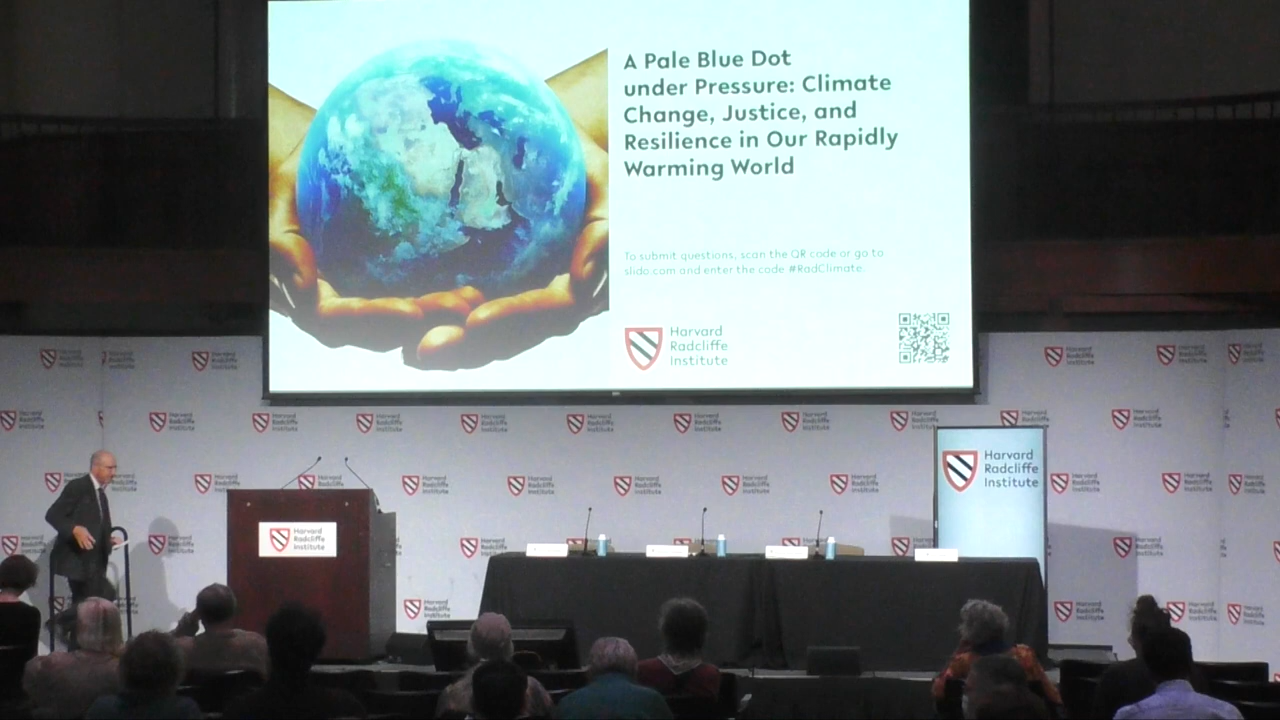 A Pale Blue Dot
under Pressure: Climate
Change, Justice, and
Resilience in Our Rapidly
Warming World
To submit questions, scan the QR code or go to
slido.com and enter the code #RadClimate.
Harvard
Radcliffe
Institute
Harvard
Radcliffe
Institute
Harvard
Radcliffe
Institute